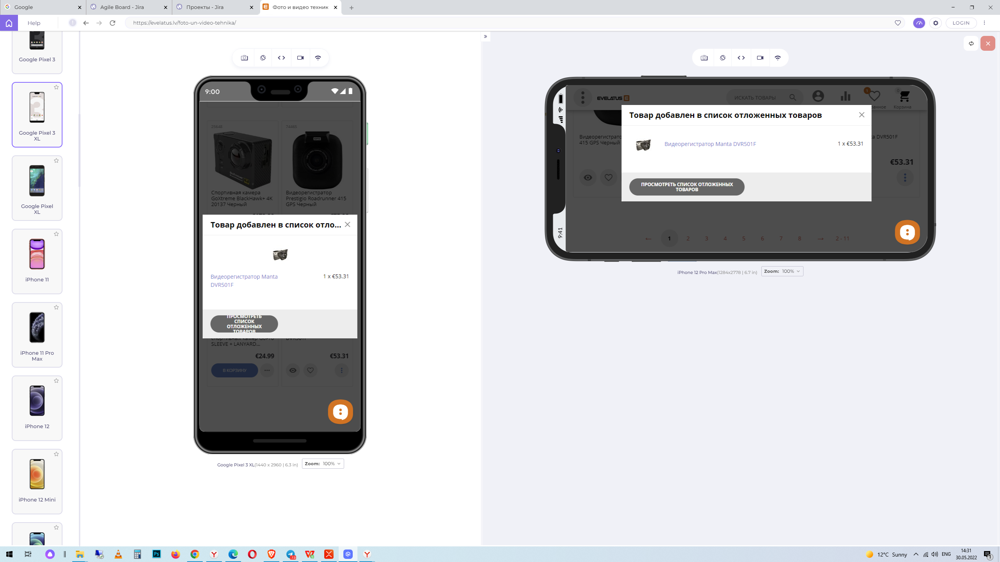 Google
Agile Board - Jira
Проекты - Jira
Фото и видео техник
Help
https://evelatus.lv/foto-un-video-tehnika/
LOGIN
Google Pixel 3
Google Pixel 3
XL
Google Pixel
XL
iPhone 11
iPhone 11 Pro
Max
iPhone 12
iPhone 12 Mini
9:00
25648
74465
GPS
Спортивная камера
GoXtreme BlackHawk+ 4K
20137 Черный
Видеорегистратор
Prestigio Roadrunner 415
GPS Черный
Товар добавлен в список отло...
Видеорегистратор Manta
DVR501F
1 x €53.31
ПРОСМОТРЕТЬ
СПИСОК
ОТЛОЖЕННЫХ
ТОВАРОВ
спортивных камер GoPro
SLEEVE + LANYARD...
DVR501F
€24.99
€53.31
В КОРЗИНУ
Google Pixel 3 XL(1440 x 2960 | 6.3 in)
Zoom: 100%
9:41
EVELATUS E
ИСКАТЬ ТОВАРЫ
1
0
ранное
Корзина
Товар добавлен в список отложенных товаров
Видеорегистратор Manta DVR501F
1 x €53.31
ПРОСМОТРЕТЬ СПИСОК ОТЛОЖЕННЫХ
ТОВАРОВ
Видеорегистрато
415 GPS Черный
a DVR501F
€53.31
← 1 2 3 4 5 6 7 8 → 2 - 11
iPhone 12 Pro Max(1284x2778 | 6.7 in)
Zoom: 100%
Ps
13
12°C Sunny
ENG
14:31
30.05.2022
1